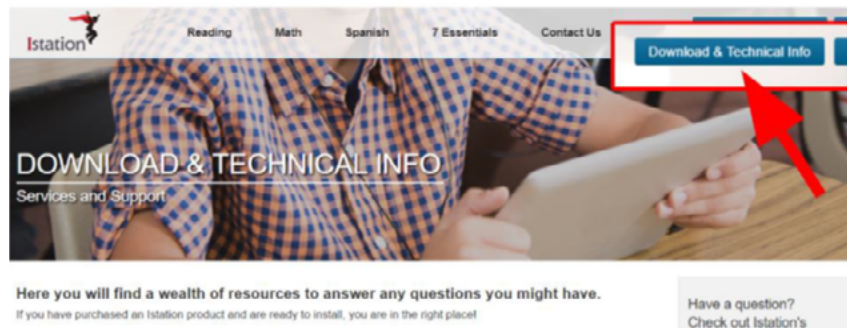 Istation
Reading Math Spanish 7 Essentials Contact Us
Download & Technical Info
DOWNLOAD & TECHNICAL INFO
Services and Support
Here you will find a wealth of resources to answer any questions you might have.
If you have purchased an Istation product and are ready to install, you are in the right place!
Have a question?
Check out Istation's